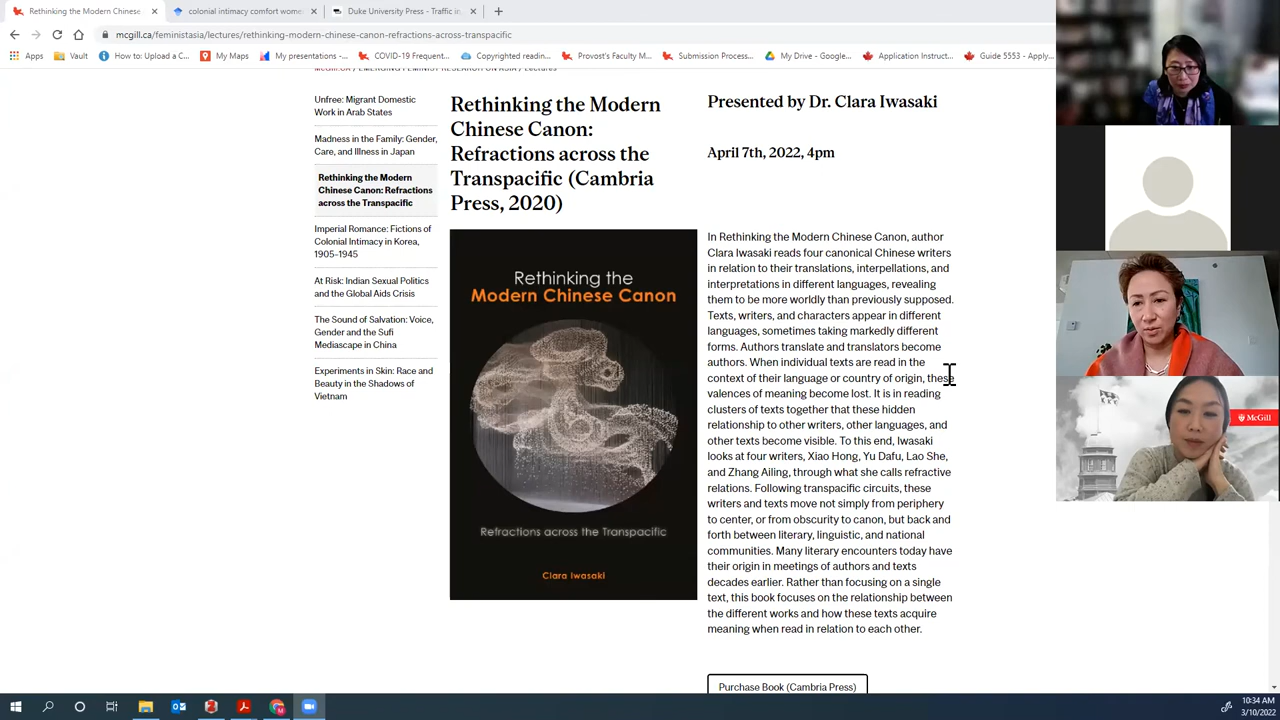 Rethinking the Modern Chinese
colonial intimacy comfort wome
Duke University Press - Traffic in
mcgill.ca/feministasia/lectures/rethinking-modern-chinese-canon-refractions-across-transpacific
Apps
Vault
How to: Upload a C...
My Maps
My presentations -...
COVID-19 Frequent...
Copyrighted readin...
Provost's Faculty M...
Submission Process...
My Drive - Google...
Application Instruct...
Guide 5553 - Apply
Unfree: Migrant Domestic
Work in Arab States
Madness in the Family: Gender,
Care, and Illness in Japan
Rethinking the Modern
Chinese Canon: Refractions
across the Transpacific
Imperial Romance: Fictions of
Colonial Intimacy in Korea,
1905–1945
At Risk: Indian Sexual Politics
and the Global Aids Crisis
The Sound of Salvation: Voice,
Gender and the Sufi
Mediascape in China
Experiments in Skin: Race and
Beauty in the Shadows of
Vietnam
Rethinking the Modern
Chinese Canon:
Refractions across the
Transpacific (Cambria
Press, 2020)
Rethinking the
Modern Chinese Canon
Refractions across the Transpacific
Clara Iwasaki
Presented by Dr. Clara Iwasaki
April 7th, 2022, 4pm
In Rethinking the Modern Chinese Canon, author
Clara Iwasaki reads four canonical Chinese writers
in relation to their translations, interpellations, and
interpretations in different languages, revealing
them to be more worldly than previously supposed.
Texts, writers, and characters appear in different
languages, sometimes taking markedly different
forms. Authors translate and translators become
authors. When individual texts are read in the
context of their language or country of origin, these
valences of meaning become lost. It is in reading
clusters of texts together that these hidden
relationship to other writers, other languages, and
other texts become visible. To this end, Iwasaki
looks at four writers, Xiao Hong, Yu Dafu, Lao She,
and Zhang Ailing, through what she calls refractive
relations. Following transpacific circuits, these
writers and texts move not simply from periphery
to center, or from obscurity to canon, but back and
forth between literary, linguistic, and national
communities. Many literary encounters today have
their origin in meetings of authors and texts
decades earlier. Rather than focusing on a single
text, this book focuses on the relationship between
the different works and how these texts acquire
meaning when read in relation to each other.
Purchase Book (Cambria Press)
McGill
10:34 AM
3/10/2022